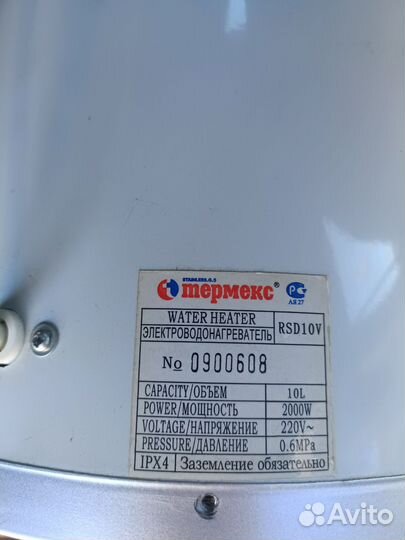 STAINLESS.G.S
термекс®
АЯ27
WATER HEATER
ЭЛЕКТРОВОДОНАГРЕВАТЕЛЬ
RSD10V
№ 0900608
CAPACITY/ОБЪЕМ 10L
POWER/МОЩНОСТЬ 2000W
VOLTAGE/НАПРЯЖЕНИЕ 220V~
PRESSURE/ДАВЛЕНИЕ 0.6MPa
IPX4 Заземление обязательно
Avito